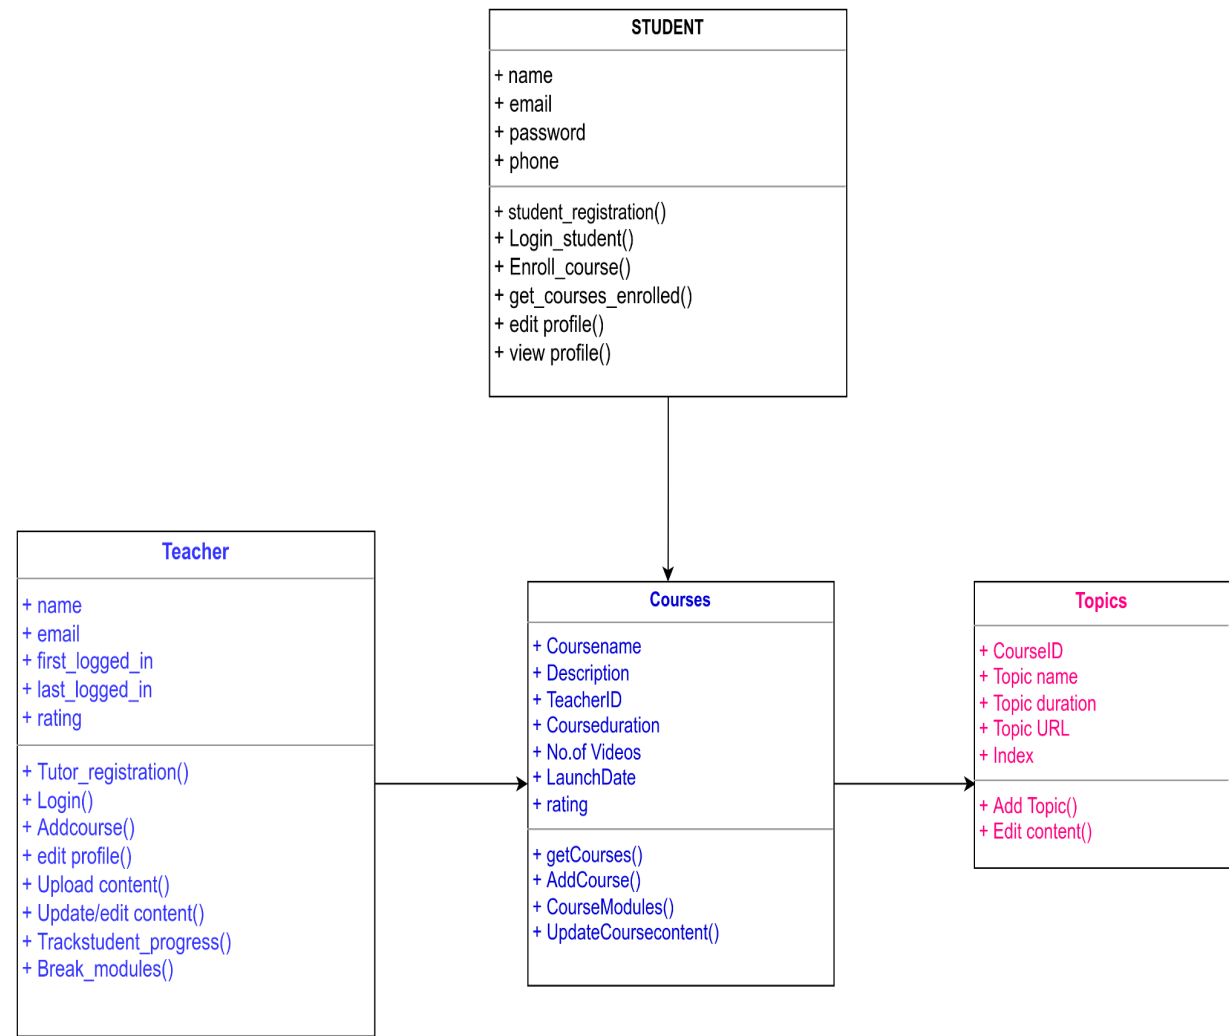 STUDENT
+ name
+ email
+ password
+ phone
+ student_registration()
+ Login_student()
+ Enroll_course()
+ get_courses_enrolled()
+ edit profile()
+ view profile()
Teacher
+ name
+ email
+ first_logged_in
+ last_logged_in
+ rating
+ Tutor_registration()
+ Login()
+ Addcourse()
+ edit profile()
+ Upload content()
+ Update/edit content()
+ Trackstudent_progress()
+ Break_modules()
Courses
+ Coursename
+ Description
+ TeacherID
+ Courseduration
+ No.of Videos
+ LaunchDate
+ rating
+ getCourses()
+ AddCourse()
+ CourseModules()
+ UpdateCoursecontent()
Topics
+ CourseID
+ Topic name
+ Topic duration
+ Topic URL
+ Index
+ Add Topic()
+ Edit content()